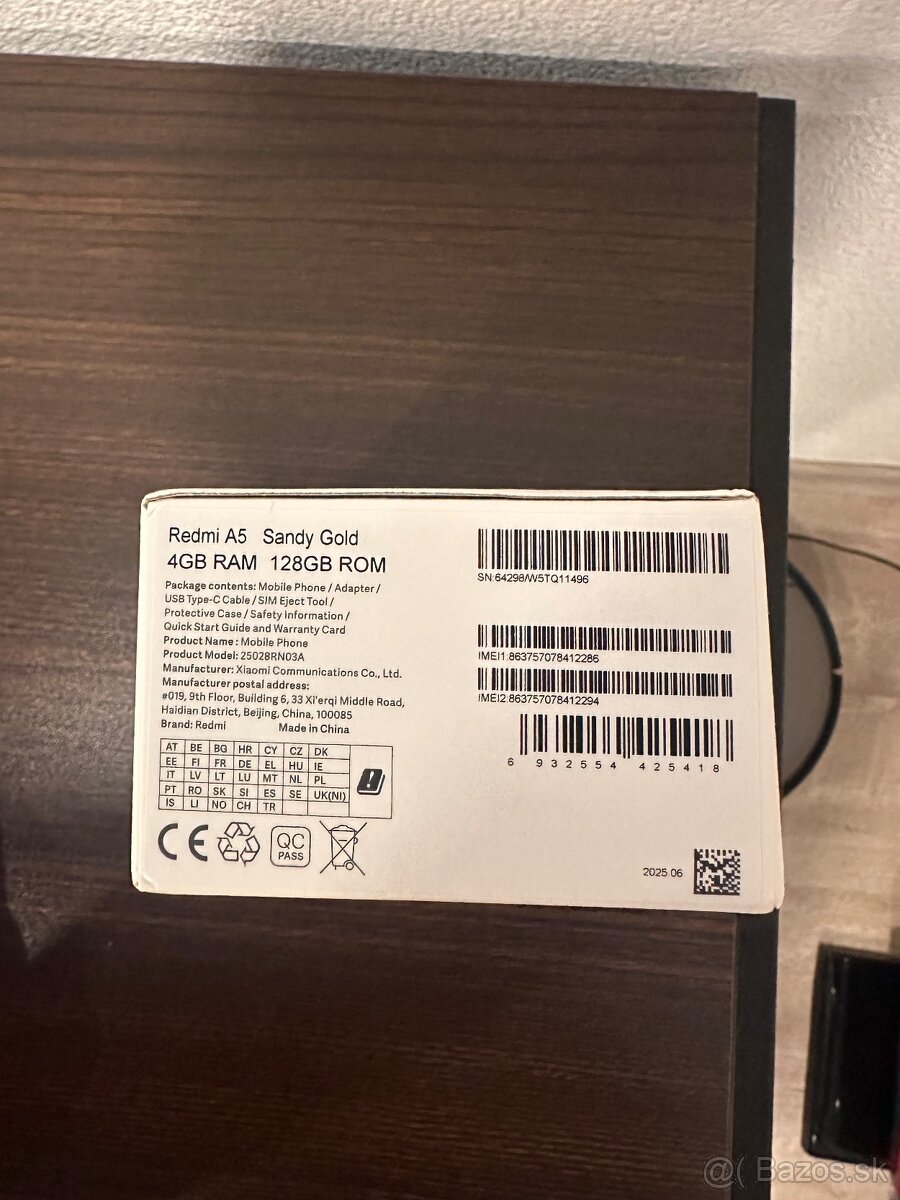 Redmi A5 Sandy Gold
4GB RAM 128GB ROM
Package contents: Mobile Phone / Adapter /
USB Type-C Cable / SIM Eject Tool /
Protective Case / Safety Information /
Quick Start Guide and Warranty Card
Product Name : Mobile Phone
Product Model: 25028RN03A
Manufacturer: Xiaomi Communications Co., Ltd.
Manufacturer postal address:
#019, 9th Floor, Building 6, 33 Xi'erqi Middle Road,
Haidian District, Beijing, China, 100085
Brand: Redmi Made in China
AT BE BG HR CY CZ DK
EE FI FR DE EL HU IE
IT LV LT LU MT NL PL
PT RO SK SI ES SE UK(NI)
IS LI NO CH TR
CE
QC
PASS
SN:64298/W5TQ11496
IMEI1:863757078412286
IMEI2:863757078412294
6 932554 425418
2025.06
@( Bazos.sk